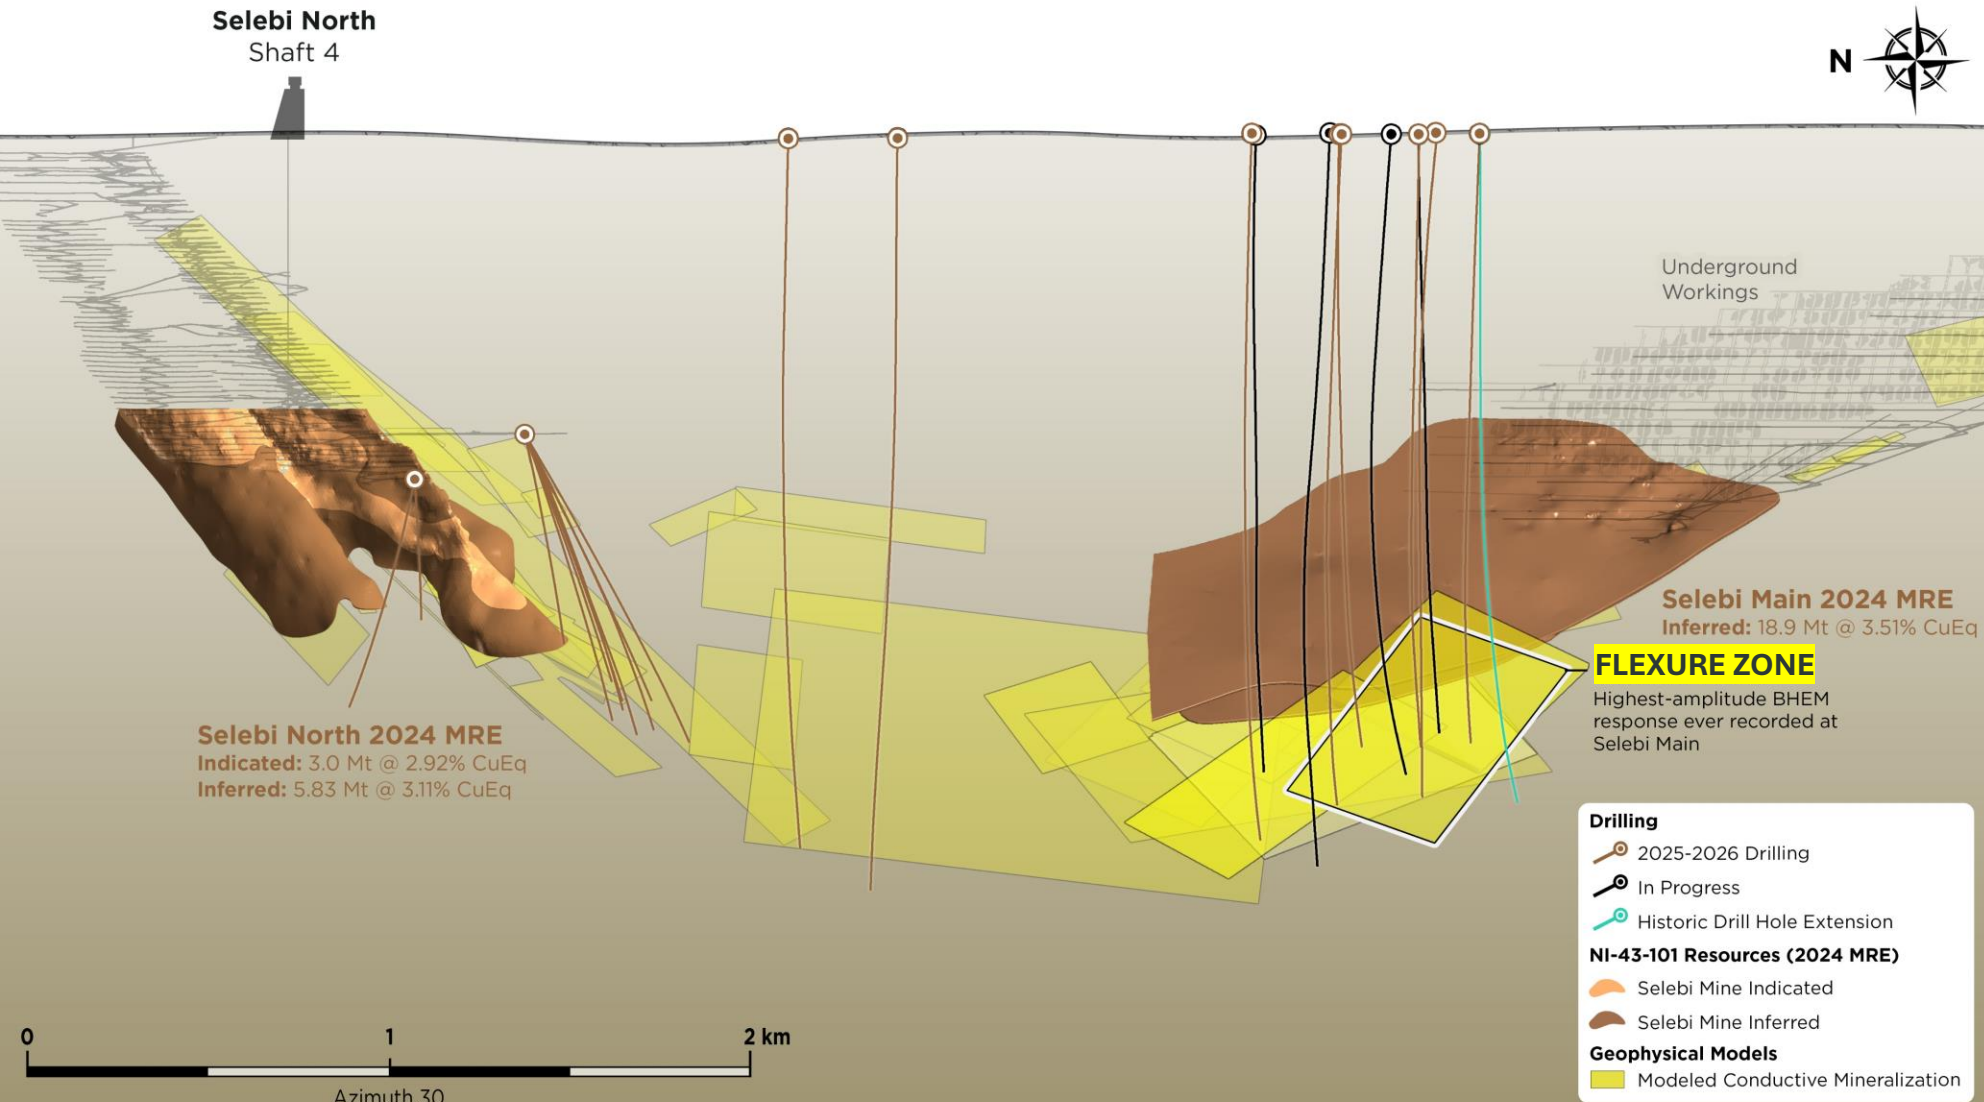 Selebi North
Shaft 4
N
Underground
Workings
Selebi Main 2024 MRE
Inferred: 18.9 Mt @ 3.51% CuEq
FLEXURE ZONE
Highest-amplitude BHEM
response ever recorded at
Selebi Main
Selebi North 2024 MRE
Indicated: 3.0 Mt @ 2.92% CuEq
Inferred: 5.83 Mt @ 3.11% CuEq
Drilling
2025-2026 Drilling
In Progress
Historic Drill Hole Extension
NI-43-101 Resources (2024 MRE)
Selebi Mine Indicated
Selebi Mine Inferred
Geophysical Models
Modeled Conductive Mineralization
0 1 2 km
Azimuth 30